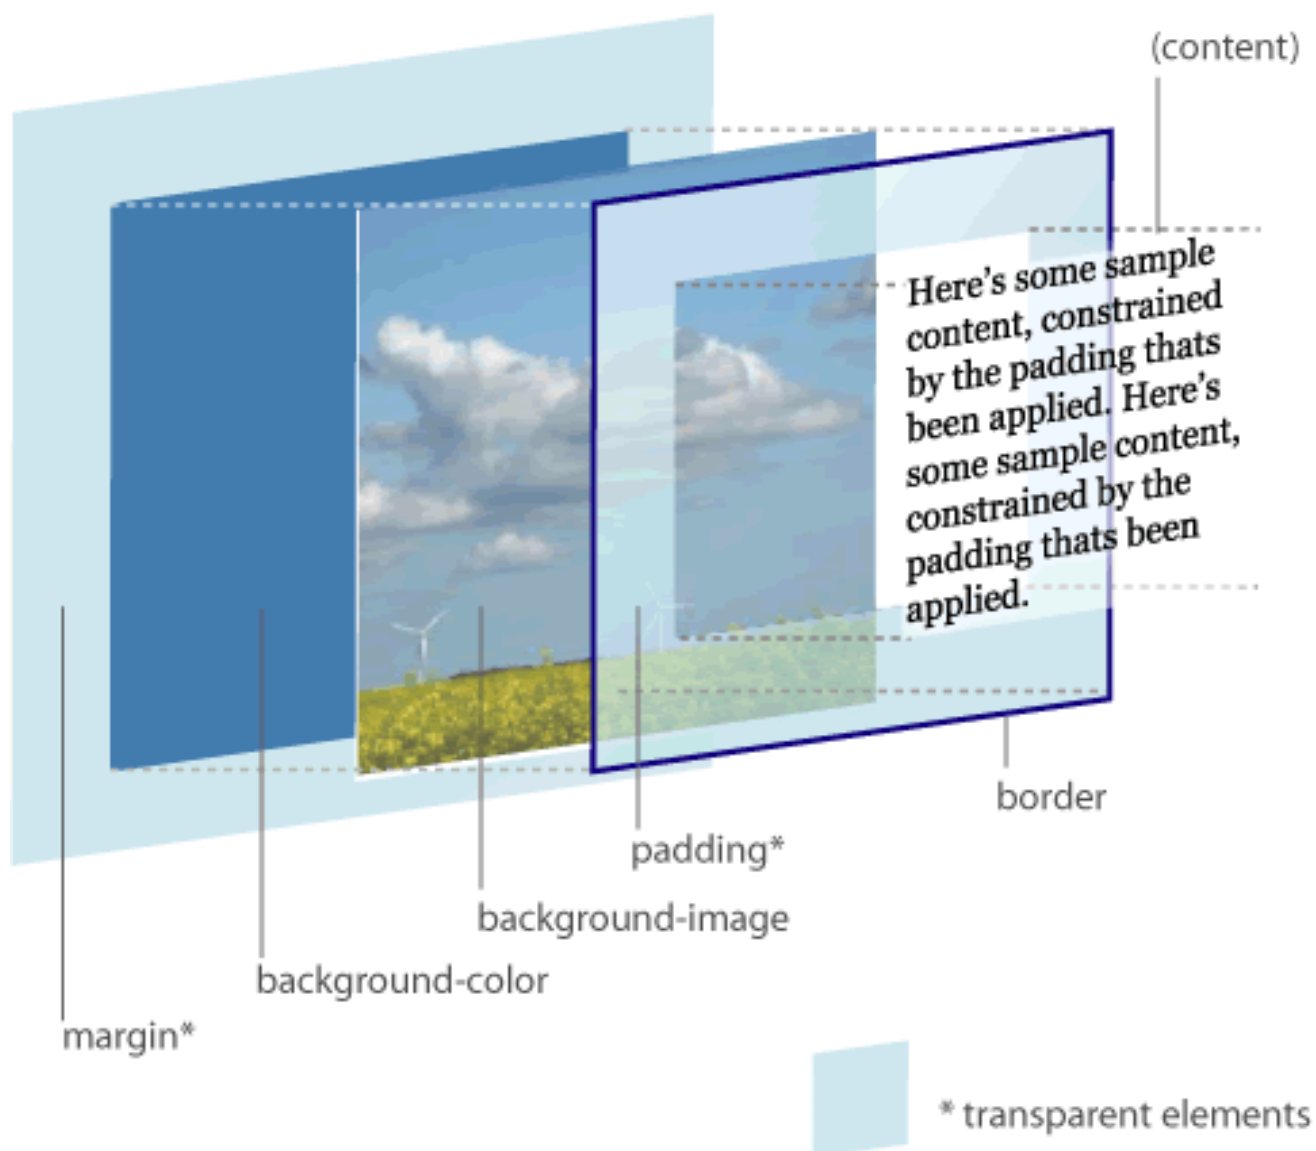 (content)
Here's some sample
content, constrained
by the padding thats
been applied. Here's
some sample content,
constrained by the
padding thats been
applied.
border
padding*
background-image
background-color
margin*
* transparent elements